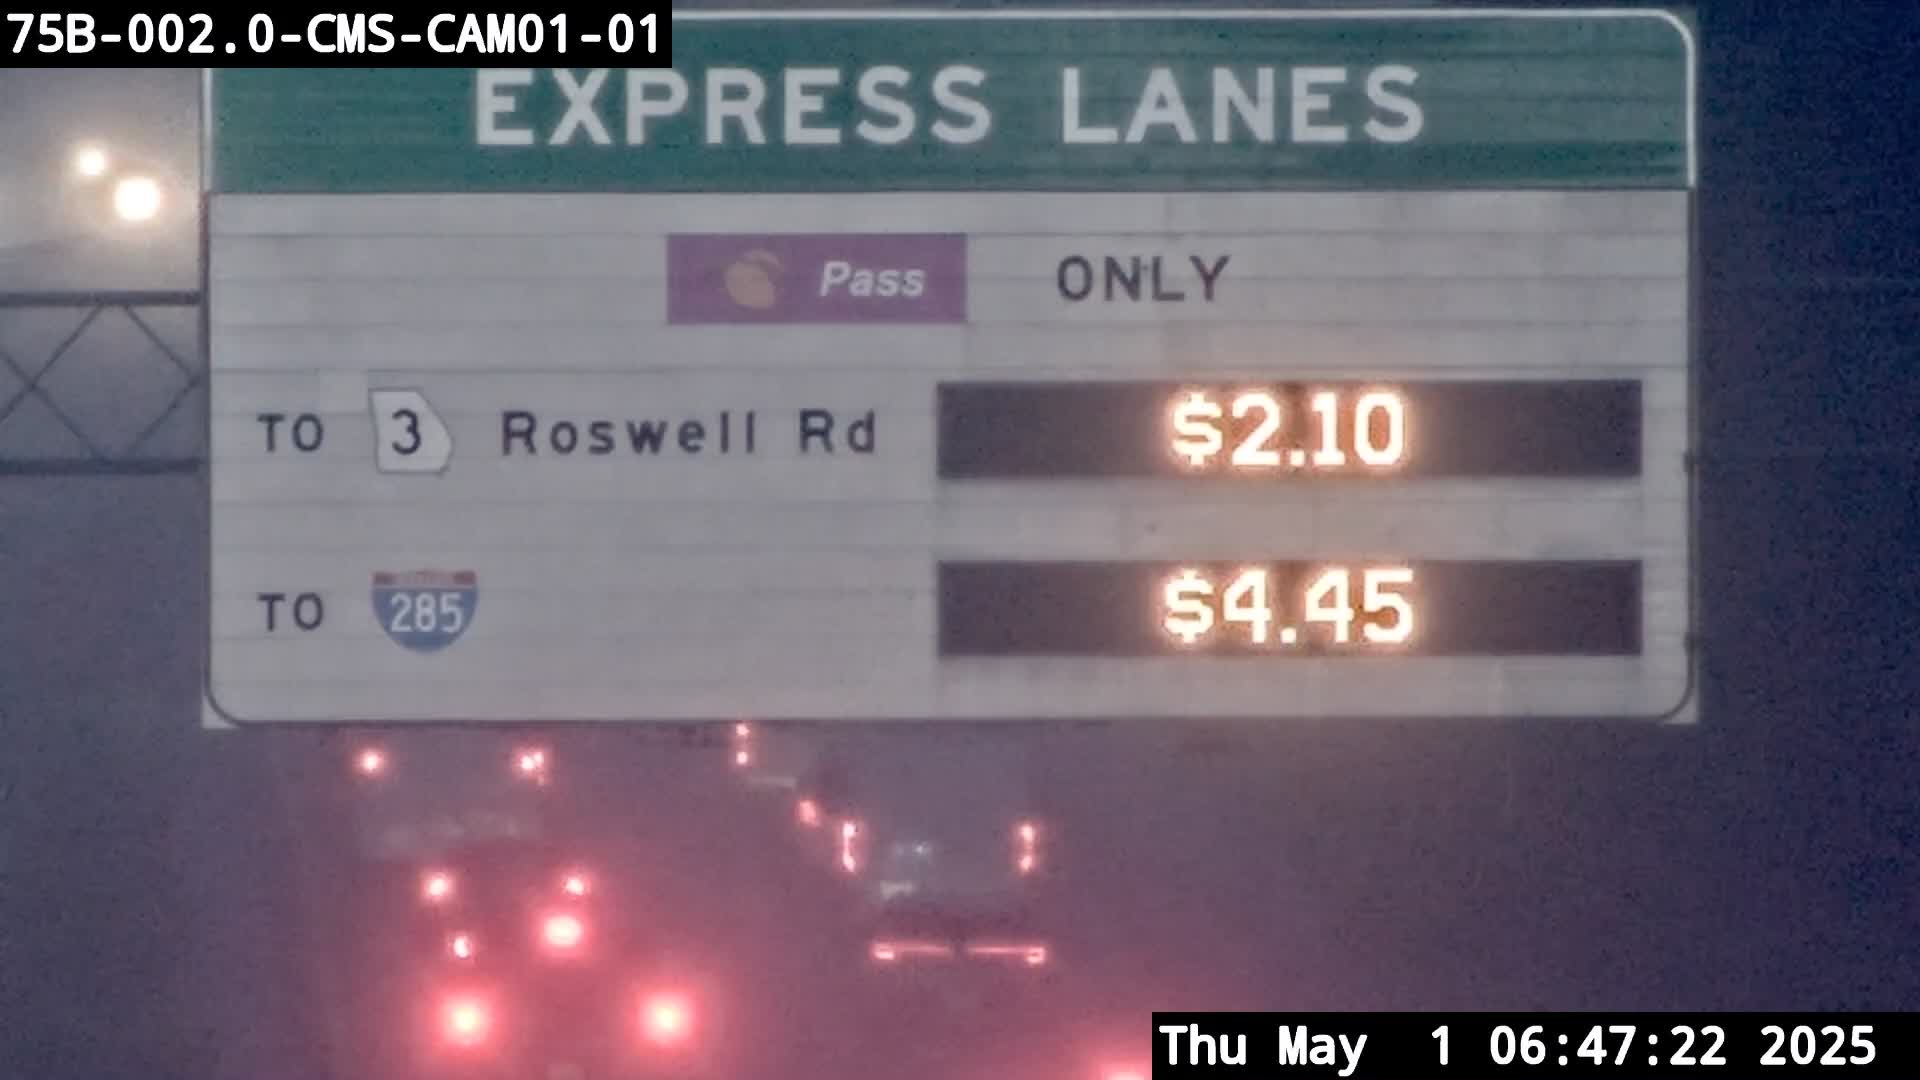 75B-002.0-CMS-CAM01-01
EXPRESS LANES
Pass ONLY
TO 3 Roswell Rd $2.10
TO 285 $4.45
Thu May 1 06:47:22 2025